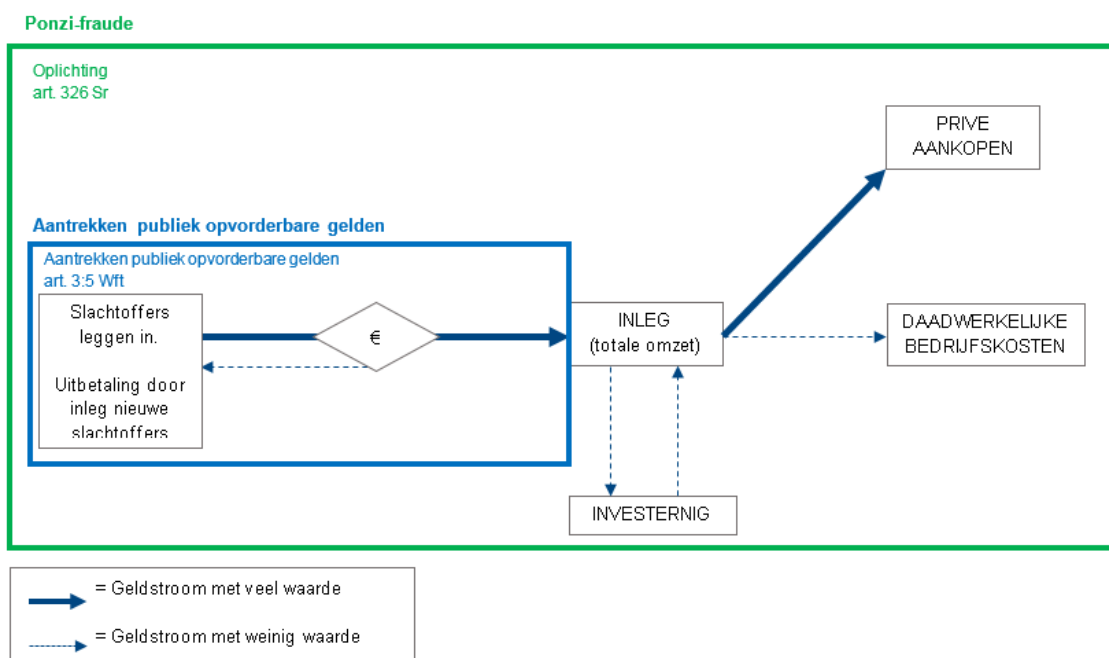 Ponzi-fraude
Oplichting
art. 326 Sr
PRIVE
AANKOPEN
Aantrekken publiek opvorderbare gelden
Aantrekken publiek opvorderbare gelden
art. 3:5 Wft
Slachtoffers
leggen in.
Uitbetaling door
inleg nieuwe
slachtoffers
€
INLEG
(totale omzet)
DAADWERKELIJKE
BEDRIJFSKOSTEN
INVESTERNIG
= Geldstroom met veel waarde
= Geldstroom met weinig waarde